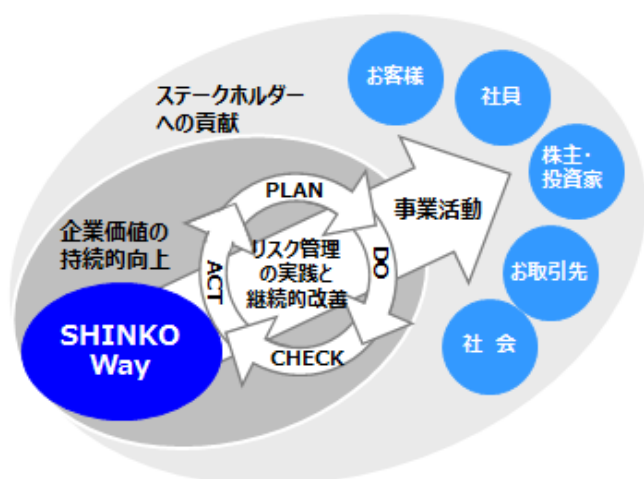 お客様
社員
ステークホルダー
への貢献
株主・
投資家
PLAN
事業活動
企業価値の
持続的向上
リスク管理
の実践と
継続的改善
DO
ACT
お取引先
SHINKO
Way
CHECK
社 会